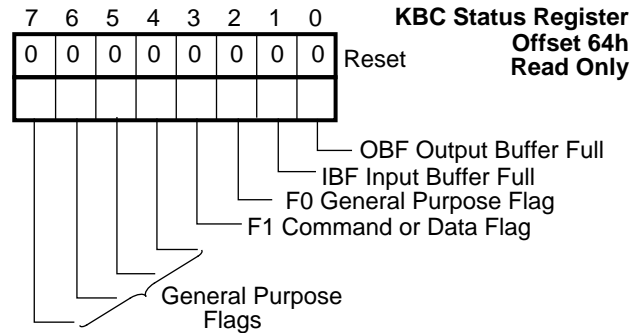 7 6 5 4 3 2 1 0
KBC Status Register
Offset 64h
Read Only
0 0 0 0 0 0 0 0 Reset
OBF Output Buffer Full
IBF Input Buffer Full
F0 General Purpose Flag
F1 Command or Data Flag
General Purpose
Flags